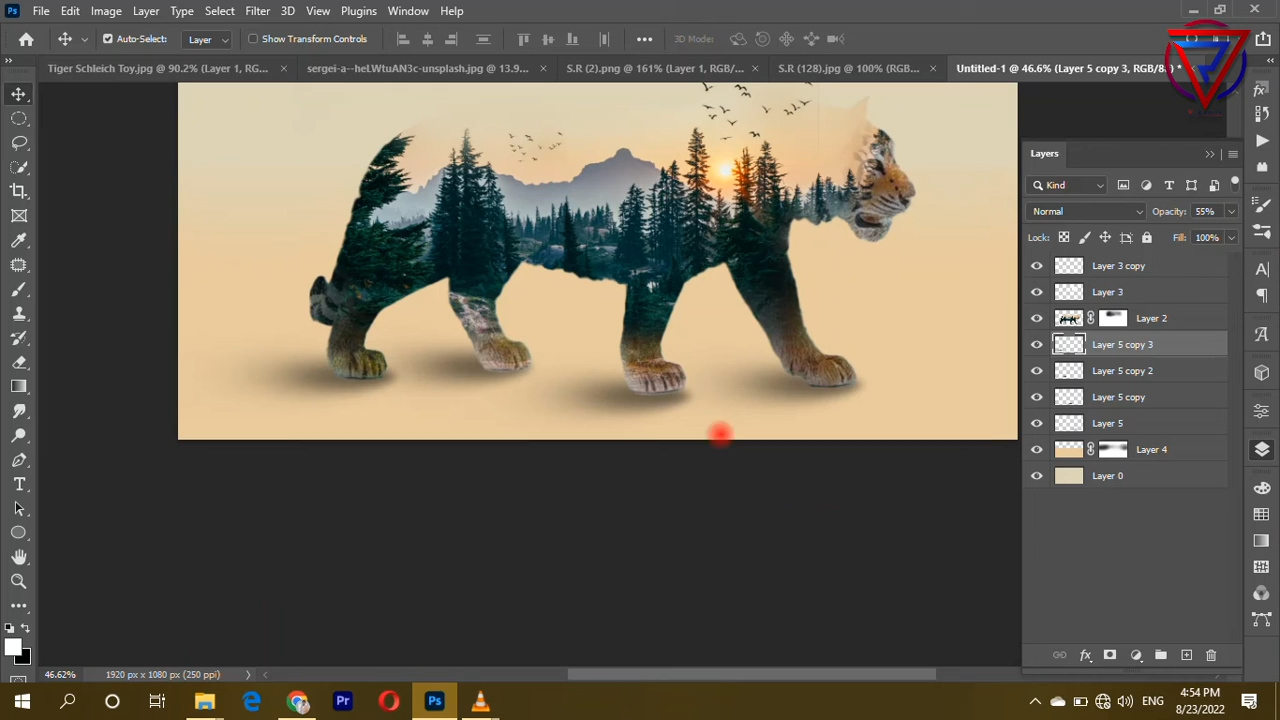 Ps File Edit Image Layer Type Select Filter 3D View Plugins Window Help
Auto-Select: Layer Show Transform Controls 3D Mode:
Tiger Schleich Toy.jpg @ 90.2% (Layer 1, RG... sergei-a--heLWtuAN3c-unsplash.jpg @ 13.9... S.R (2).png @ 161% (Layer 1, RGB/... S.R (128).jpg @ 100% (RGB... Untitled-1 @ 46.6% (Layer 5 copy 3, RGB/8
Layers
Kind
Normal Opacity: 55%
Lock: Fill: 100%
Layer 3 copy
Layer 3
Layer 2
Layer 5 copy 3
Layer 5 copy 2
Layer 5 copy
Layer 5
Layer 4
Layer 0
46.62% 1920 px x 1080 px (250 ppi)
Pr Ps ENG 4:54 PM
8/23/2022